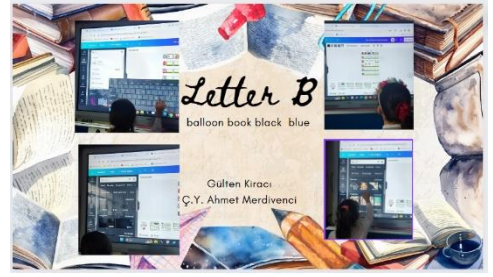 Letter B
balloon book black blue
Gülten Kiracı
Ç.Y. Ahmet Merdivenci